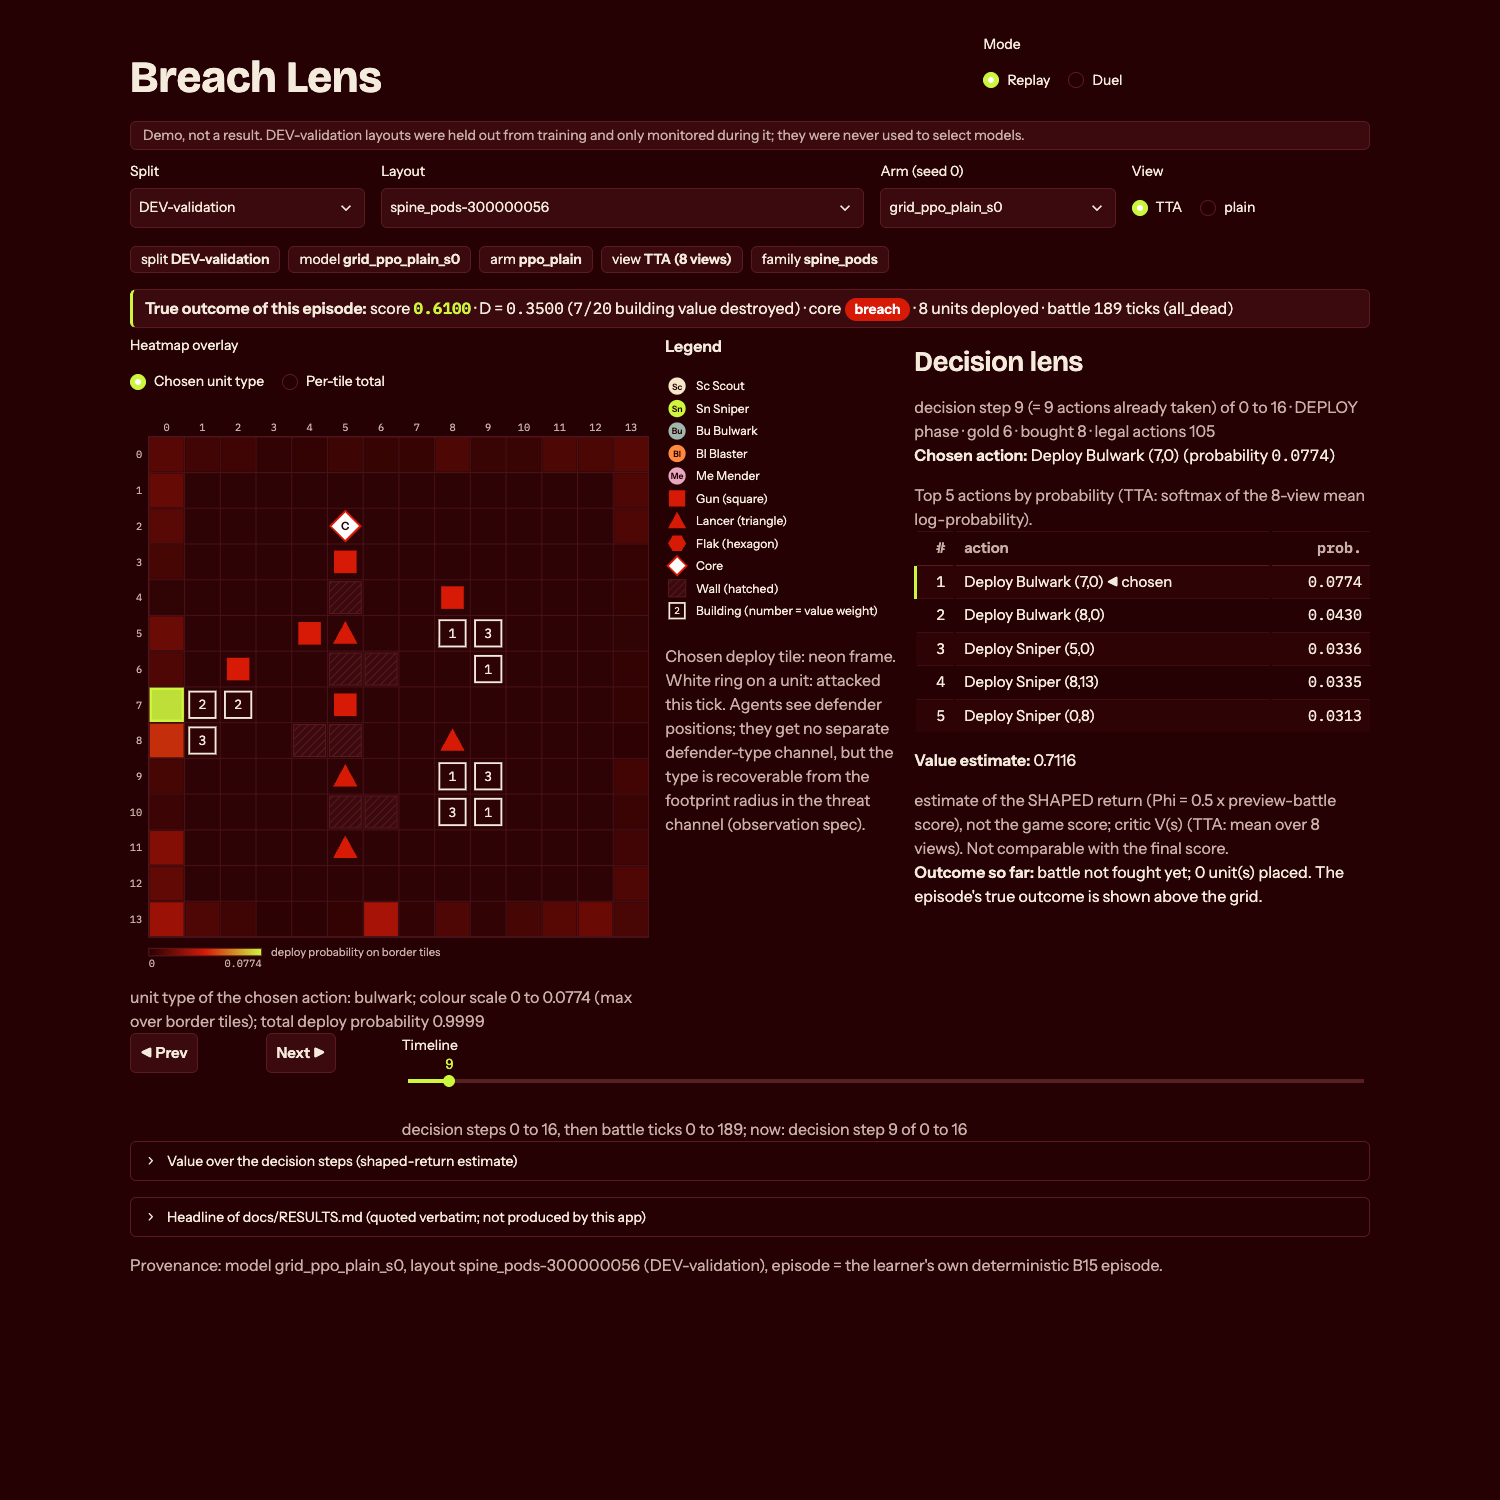 Breach Lens
Mode
Replay
Duel
Demo, not a result. DEV-validation layouts were held out from training and only monitored during it; they were never used to select models.
Split
Layout
Arm (seed 0)
View
DEV-validation
spine_pods-300000056
grid_ppo_plain_s0
TTA
plain
split DEV-validation
model grid_ppo_plain_s0
arm ppo_plain
view TTA (8 views)
family spine_pods
True outcome of this episode: score 0.6100 · D = 0.3500 (7/20 building value destroyed) · core breach · 8 units deployed · battle 189 ticks (all_dead)
Heatmap overlay
Chosen unit type
Per-tile total
0 1 2 3 4 5 6 7 8 9 10 11 12 13
0
1
2 C
3
4
5 1 3
6 1
7 2 2
8 3
9 1 3
10 3 1
11
12
13
deploy probability on border tiles
0 0.0774
unit type of the chosen action: bulwark; colour scale 0 to 0.0774 (max
over border tiles); total deploy probability 0.9999
Legend
Sc Sc Scout
Sn Sn Sniper
Bu Bu Bulwark
Bl Bl Blaster
Me Me Mender
Gun (square)
Lancer (triangle)
Flak (hexagon)
Core
Wall (hatched)
2 Building (number = value weight)
Chosen deploy tile: neon frame.
White ring on a unit: attacked
this tick. Agents see defender
positions; they get no separate
defender-type channel, but the
type is recoverable from the
footprint radius in the threat
channel (observation spec).
Decision lens
decision step 9 (= 9 actions already taken) of 0 to 16 · DEPLOY
phase · gold 6 · bought 8 · legal actions 105
Chosen action: Deploy Bulwark (7,0) (probability 0.0774)
Top 5 actions by probability (TTA: softmax of the 8-view mean
log-probability).
# action prob.
1 Deploy Bulwark (7,0) ◀ chosen 0.0774
2 Deploy Bulwark (8,0) 0.0430
3 Deploy Sniper (5,0) 0.0336
4 Deploy Sniper (8,13) 0.0335
5 Deploy Sniper (0,8) 0.0313
Value estimate: 0.7116
estimate of the SHAPED return (Phi = 0.5 x preview-battle
score), not the game score; critic V(s) (TTA: mean over 8
views). Not comparable with the final score.
Outcome so far: battle not fought yet; 0 unit(s) placed. The
episode's true outcome is shown above the grid.
◀ Prev
Next ▶
Timeline
9
decision steps 0 to 16, then battle ticks 0 to 189; now: decision step 9 of 0 to 16
Value over the decision steps (shaped-return estimate)
Headline of docs/RESULTS.md (quoted verbatim; not produced by this app)
Provenance: model grid_ppo_plain_s0, layout spine_pods-300000056 (DEV-validation), episode = the learner's own deterministic B15 episode.